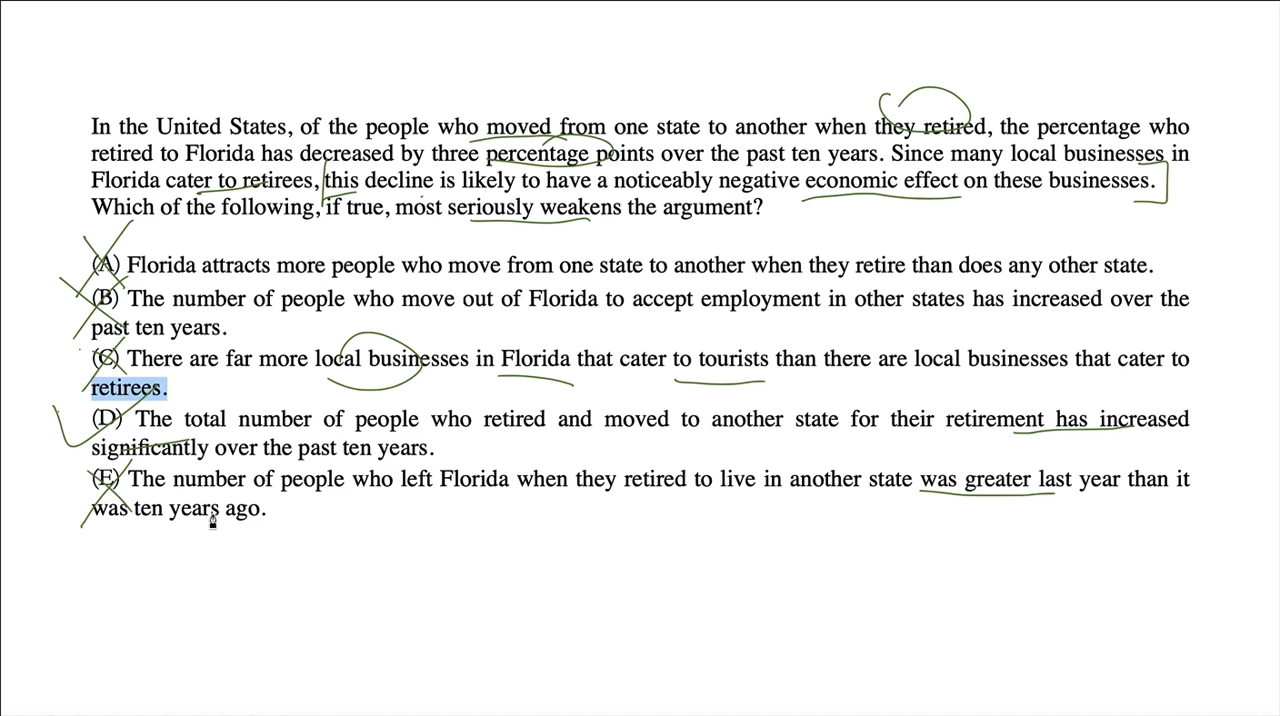 In the United States, of the people who moved from one state to another when they retired, the percentage who
retired to Florida has decreased by three percentage points over the past ten years. Since many local businesses in
Florida cater to retirees, this decline is likely to have a noticeably negative economic effect on these businesses.
Which of the following, if true, most seriously weakens the argument?
(A) Florida attracts more people who move from one state to another when they retire than does any other state.
(B) The number of people who move out of Florida to accept employment in other states has increased over the
past ten years.
(C) There are far more local businesses in Florida that cater to tourists than there are local businesses that cater to
retirees.
(D) The total number of people who retired and moved to another state for their retirement has increased
significantly over the past ten years.
(E) The number of people who left Florida when they retired to live in another state was greater last year than it
was ten years ago.